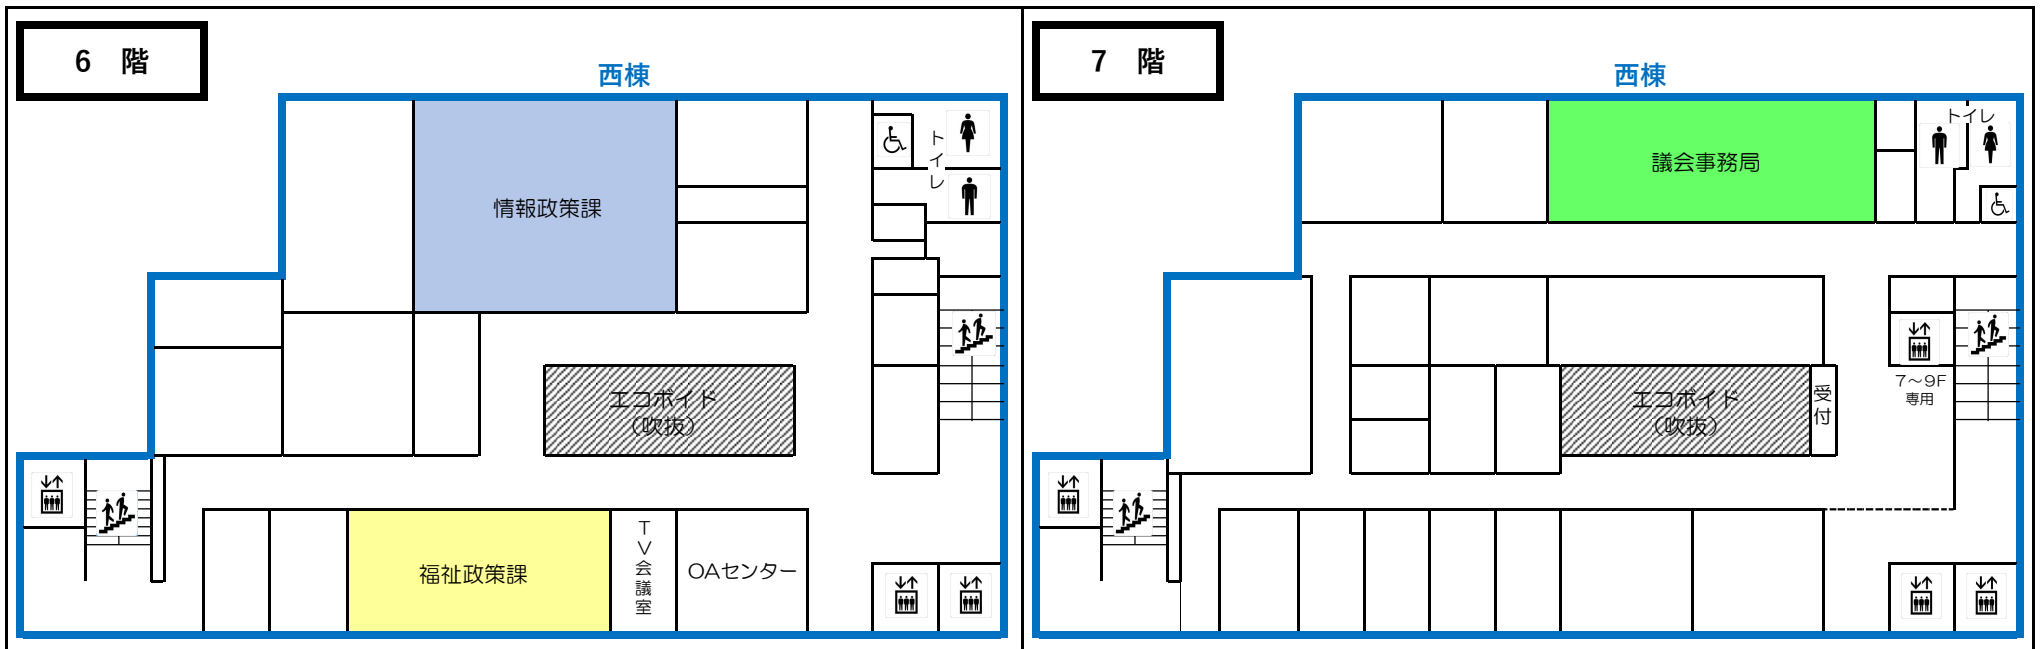 6 階
西棟
トイレ
情報政策課
エコボイド
(吹抜)
福祉政策課
TV会議室
OAセンター
7 階
西棟
トイレ
議会事務局
エコボイド
(吹抜)
受付
7～9F
専用